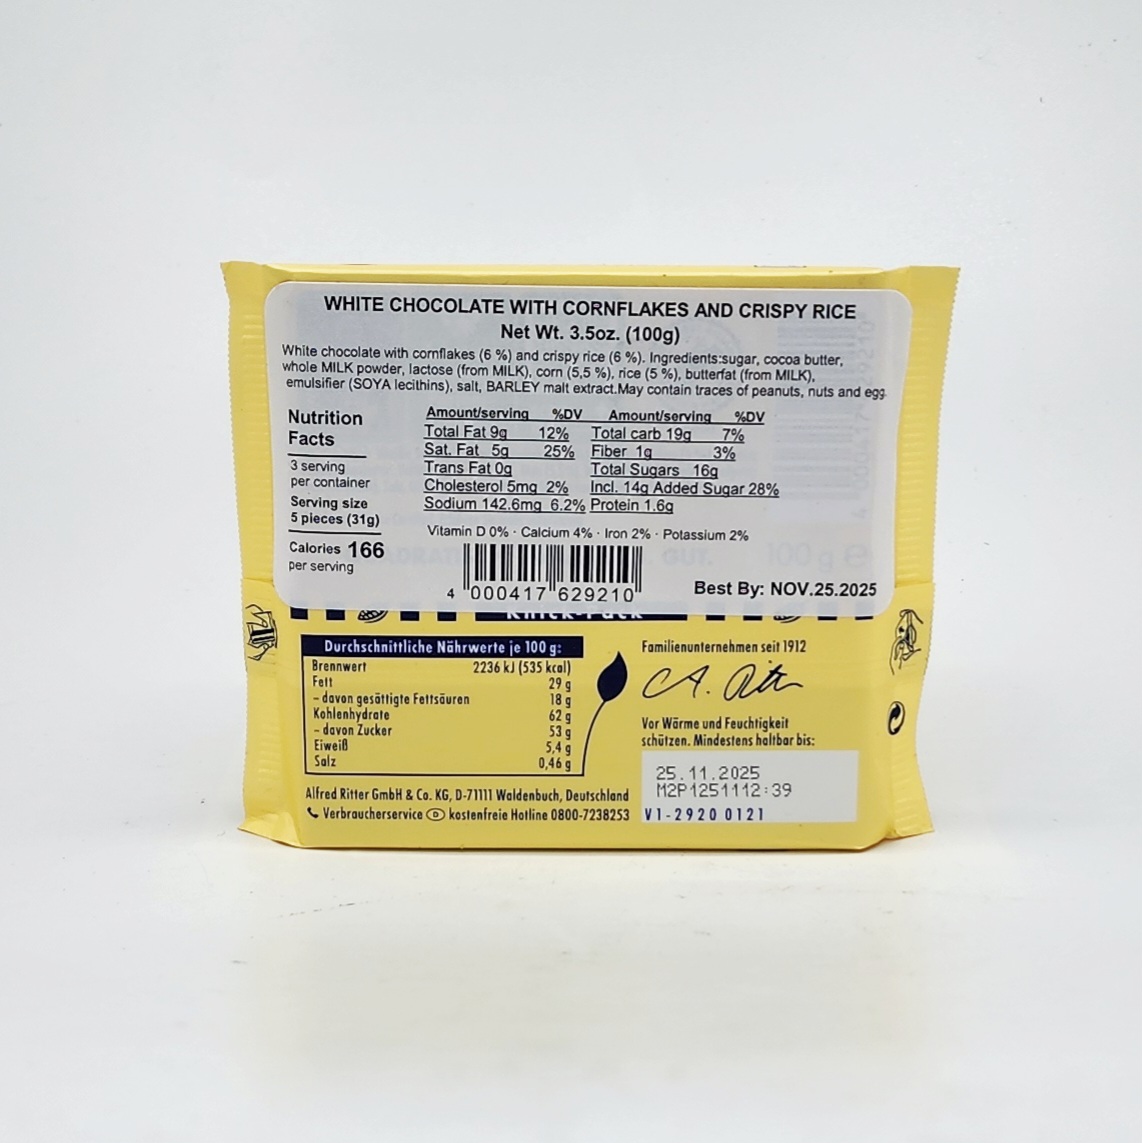 WHITE CHOCOLATE WITH CORNFLAKES AND CRISPY RICE
Net Wt. 3.5oz. (100g)
White chocolate with cornflakes (6 %) and crispy rice (6 %). Ingredients:sugar, cocoa butter,
whole MILK powder, lactose (from MILK), corn (5,5 %), rice (5 %), butterfat (from MILK),
emulsifier (SOYA lecithins), salt, BARLEY malt extract.May contain traces of peanuts, nuts and egg.
Nutrition
Facts
3 serving
per container
Serving size
5 pieces (31g)
Calories 166
per serving
Amount/serving %DV Amount/serving %DV
Total Fat 9g 12% Total carb 19g 7%
Sat. Fat 5g 25% Fiber 1g 3%
Trans Fat 0g Total Sugars 16g
Cholesterol 5mg 2% Incl. 14g Added Sugar 28%
Sodium 142.6mg 6.2% Protein 1.6g
Vitamin D 0% · Calcium 4% · Iron 2% · Potassium 2%
GUT. 100 g ℮
4 000417 629210
Best By: NOV.25.2025
Knick-Pack
Durchschnittliche Nährwerte je 100 g:
Brennwert 2236 kJ (535 kcal)
Fett 29 g
– davon gesättigte Fettsäuren 18 g
Kohlenhydrate 62 g
– davon Zucker 53 g
Eiweiß 5,4 g
Salz 0,46 g
Alfred Ritter GmbH & Co. KG, D-71111 Waldenbuch, Deutschland
Verbraucherservice D kostenfreie Hotline 0800-7238253
Familienunternehmen seit 1912
Vor Wärme und Feuchtigkeit
schützen. Mindestens haltbar bis:
25.11.2025
M2P1251112:39
V1-2920 0121